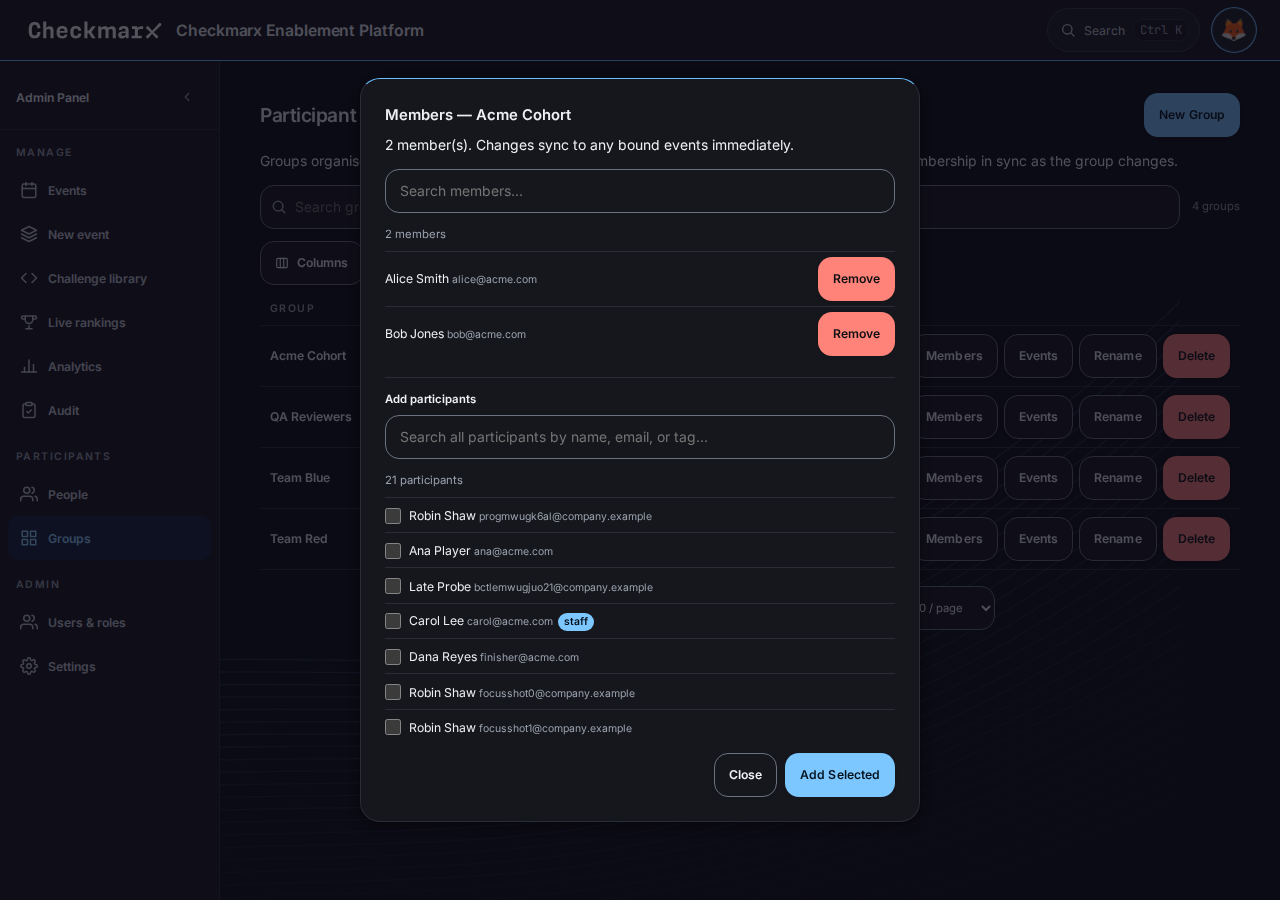 Checkmarx Checkmarx Enablement Platform Search Ctrl K
Admin Panel
MANAGE
Events
New event
Challenge library
Live rankings
Analytics
Audit
PARTICIPANTS
People
Groups
ADMIN
Users & roles
Settings
Participant
New Group
Groups organis
mbership in sync as the group changes.
Search gr
4 groups
Columns
GROUP
Acme Cohort Members Events Rename Delete
QA Reviewers Members Events Rename Delete
Team Blue Members Events Rename Delete
Team Red Members Events Rename Delete
0 / page
Members — Acme Cohort
2 member(s). Changes sync to any bound events immediately.
Search members...
2 members
Alice Smith alice@acme.com Remove
Bob Jones bob@acme.com Remove
Add participants
Search all participants by name, email, or tag...
21 participants
Robin Shaw progmwugk6al@company.example
Ana Player ana@acme.com
Late Probe bctlemwugjuo21@company.example
Carol Lee carol@acme.com staff
Dana Reyes finisher@acme.com
Robin Shaw focusshot0@company.example
Robin Shaw focusshot1@company.example
Close Add Selected